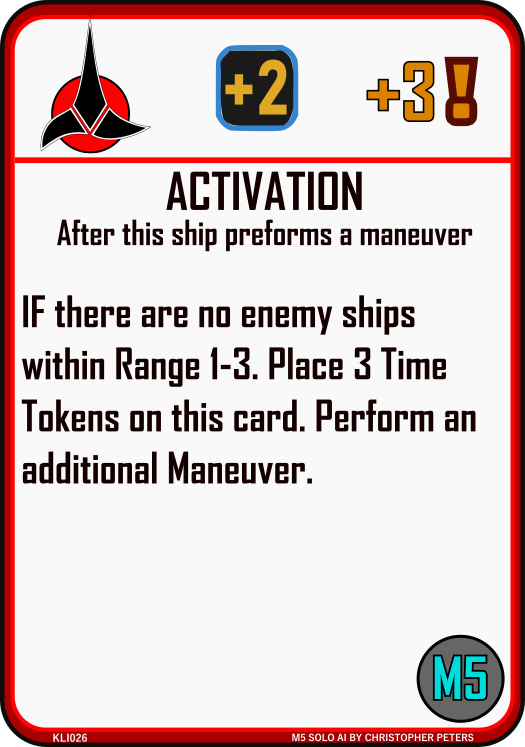 +2 +3!
ACTIVATION
After this ship preforms a maneuver
IF there are no enemy ships
within Range 1-3. Place 3 Time
Tokens on this card. Perform an
additional Maneuver.
M5
KLI026 M5 SOLO AI BY CHRISTOPHER PETERS